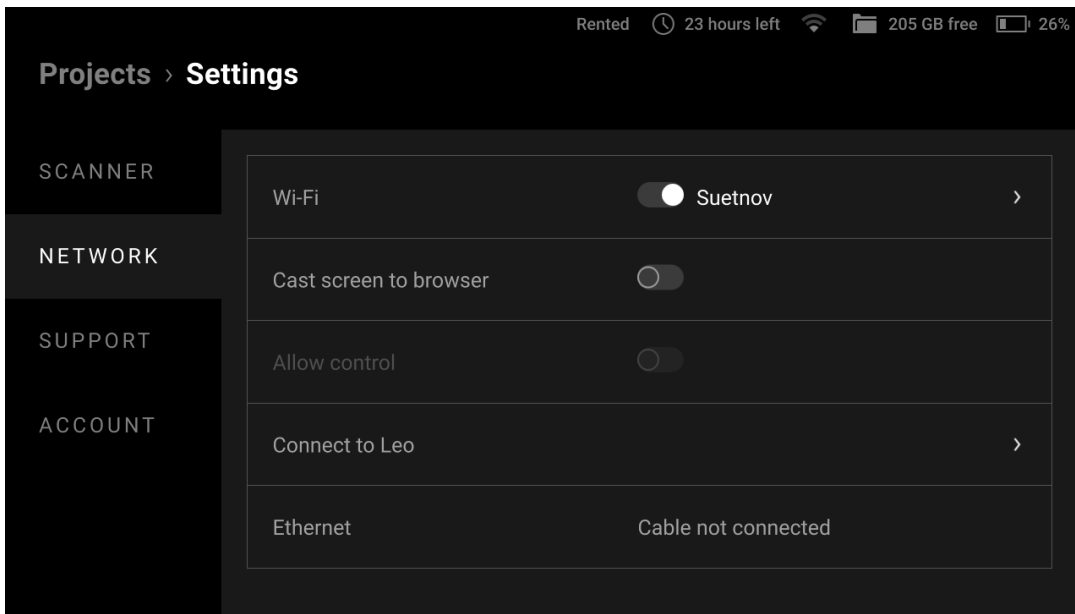 Rented 23 hours left 205 GB free 26%
Projects › Settings
SCANNER
NETWORK
SUPPORT
ACCOUNT
Wi-Fi Suetnov ›
Cast screen to browser
Allow control
Connect to Leo ›
Ethernet Cable not connected